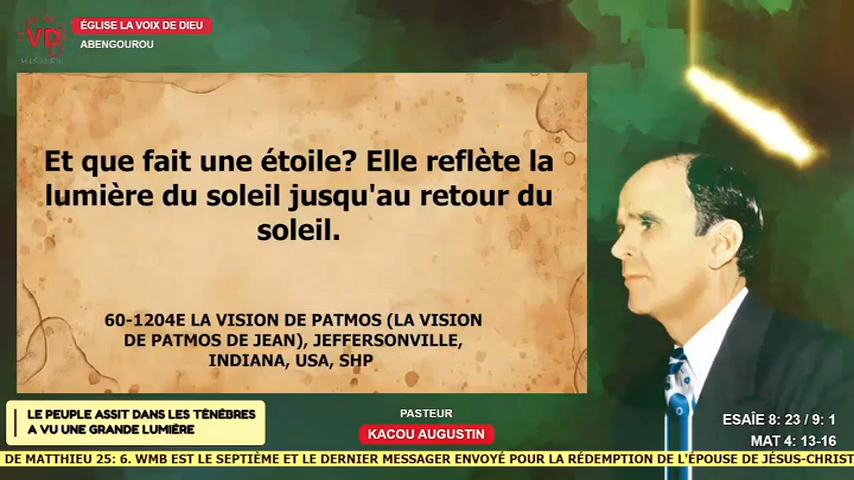 VD
ÉGLISE LA VOIX DE DIEU
ABENGOUROU
Et que fait une étoile? Elle reflète la
lumière du soleil jusqu'au retour du
soleil.
60-1204E LA VISION DE PATMOS (LA VISION
DE PATMOS DE JEAN), JEFFERSONVILLE,
INDIANA, USA, SHP
LE PEUPLE ASSIT DANS LES TÉNÈBRES
A VU UNE GRANDE LUMIÈRE
PASTEUR
KACOU AUGUSTIN
ESAÎE 8: 23 / 9: 1
MAT 4: 13-16
DE MATTHIEU 25: 6. WMB EST LE SEPTIÈME ET LE DERNIER MESSAGER ENVOYÉ POUR LA RÉDEMPTION DE L'ÉPOUSE DE JÉSUS-CHRIST